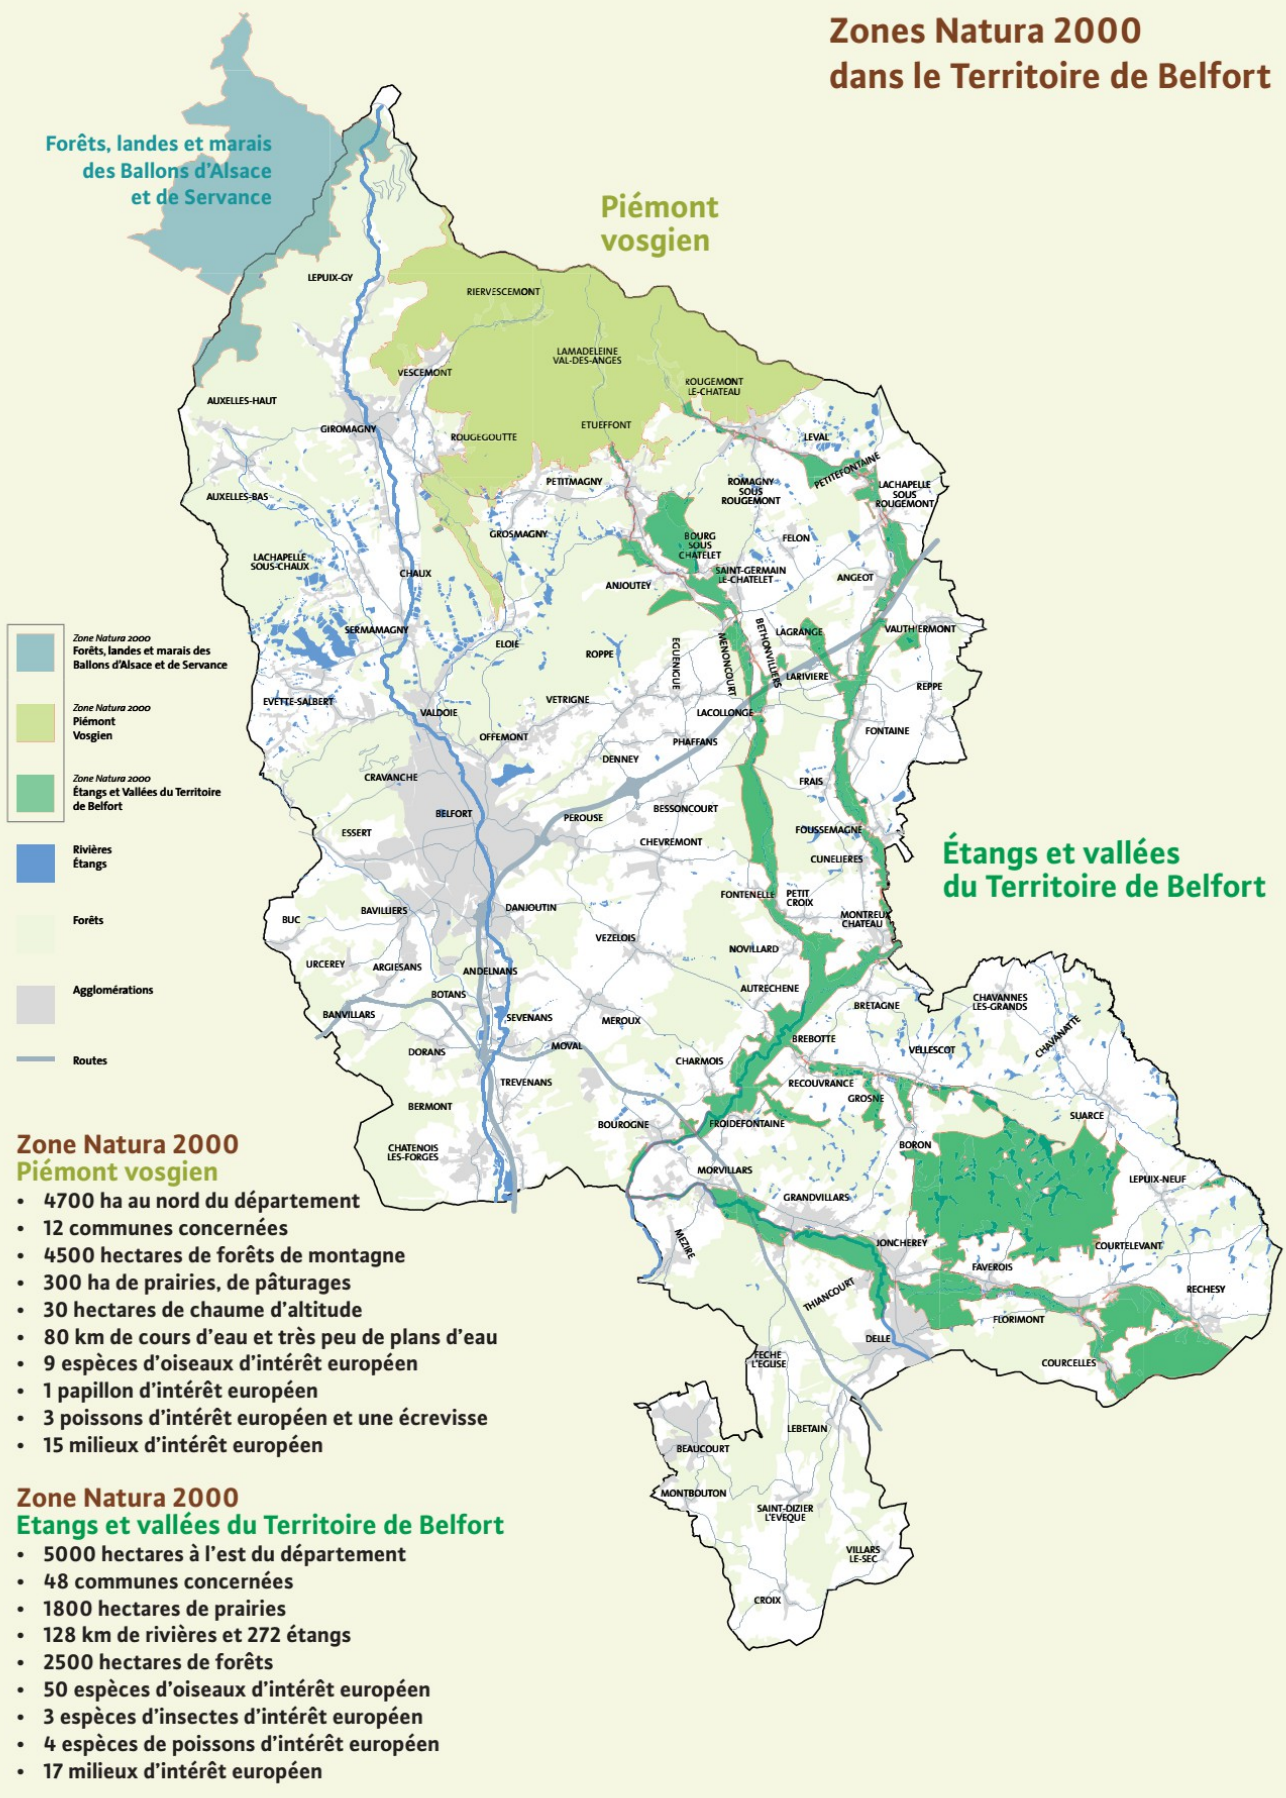 Zones Natura 2000
dans le Territoire de Belfort
Forêts, landes et marais
des Ballons d'Alsace
et de Servance
Piémont
vosgien
LEPUIX-GY
RIERVESCEMONT
LAMADELEINE
VAL-DES-ANGES
VESCEMONT
ROUGEMONT
LE-CHATEAU
AUXELLES-HAUT
GIROMAGNY
ROUGEGOUTTE
ETUEFFONT
LEVAL
PETITEFONTAINE
AUXELLES-BAS
PETITMAGNY
ROMAGNY
SOUS
ROUGEMONT
LACHAPELLE
SOUS
ROUGEMONT
GROSMAGNY
BOURG
SOUS
CHATELET
FELON
LACHAPELLE
SOUS-CHAUX
CHAUX
ANJOUTEY
SAINT-GERMAIN
LE-CHATELET
ANGEOT
SERMAMAGNY
ELOIE
ROPPE
EGUENIGUE
MENONCOURT
BETHONVILLIERS
LAGRANGE
VAUTHIERMONT
LARIVIERE
REPPE
EVETTE-SALBERT
VALDOIE
VETRIGNE
LACOLLONGE
OFFEMONT
PHAFFANS
FONTAINE
DENNEY
CRAVANCHE
FRAIS
BELFORT
PEROUSE
BESSONCOURT
ESSERT
CHEVREMONT
FOUSSEMAGNE
CUNELIERES
Étangs et vallées
du Territoire de Belfort
FONTENELLE
PETIT
CROIX
BUC
BAVILLIERS
DANJOUTIN
MONTREUX
CHATEAU
VEZELOIS
NOVILLARD
URCEREY
ARGIESANS
ANDELNANS
AUTRECHENE
BOTANS
BRETAGNE
CHAVANNES
LES-GRANDS
BANVILLARS
SEVENANS
MEROUX
CHAVANATTE
MOVAL
BREBOTTE
VELLESCOT
DORANS
CHARMOIS
TREVENANS
RECOUVRANCE
GROSNE
BERMONT
SUARCE
BOUROGNE
FROIDEFONTAINE
CHATENOIS
LES-FORGES
BORON
MORVILLARS
LEPUIX-NEUF
GRANDVILLARS
MEZIRE
JONCHEREY
COURTELEVANT
FAVEROIS
THIANCOURT
RECHESY
FLORIMONT
DELLE
FECHE
L'EGLISE
COURCELLES
LEBETAIN
BEAUCOURT
MONTBOUTON
SAINT-DIZIER
L'EVEQUE
VILLARS
LE-SEC
CROIX
Zone Natura 2000
Forêts, landes et marais des
Ballons d'Alsace et de Servance
Zone Natura 2000
Piémont
Vosgien
Zone Natura 2000
Étangs et Vallées du Territoire
de Belfort
Rivières
Étangs
Forêts
Agglomérations
Routes
Zone Natura 2000
Piémont vosgien
• 4700 ha au nord du département
• 12 communes concernées
• 4500 hectares de forêts de montagne
• 300 ha de prairies, de pâturages
• 30 hectares de chaume d'altitude
• 80 km de cours d'eau et très peu de plans d'eau
• 9 espèces d'oiseaux d'intérêt européen
• 1 papillon d'intérêt européen
• 3 poissons d'intérêt européen et une écrevisse
• 15 milieux d'intérêt européen
Zone Natura 2000
Etangs et vallées du Territoire de Belfort
• 5000 hectares à l'est du département
• 48 communes concernées
• 1800 hectares de prairies
• 128 km de rivières et 272 étangs
• 2500 hectares de forêts
• 50 espèces d'oiseaux d'intérêt européen
• 3 espèces d'insectes d'intérêt européen
• 4 espèces de poissons d'intérêt européen
• 17 milieux d'intérêt européen